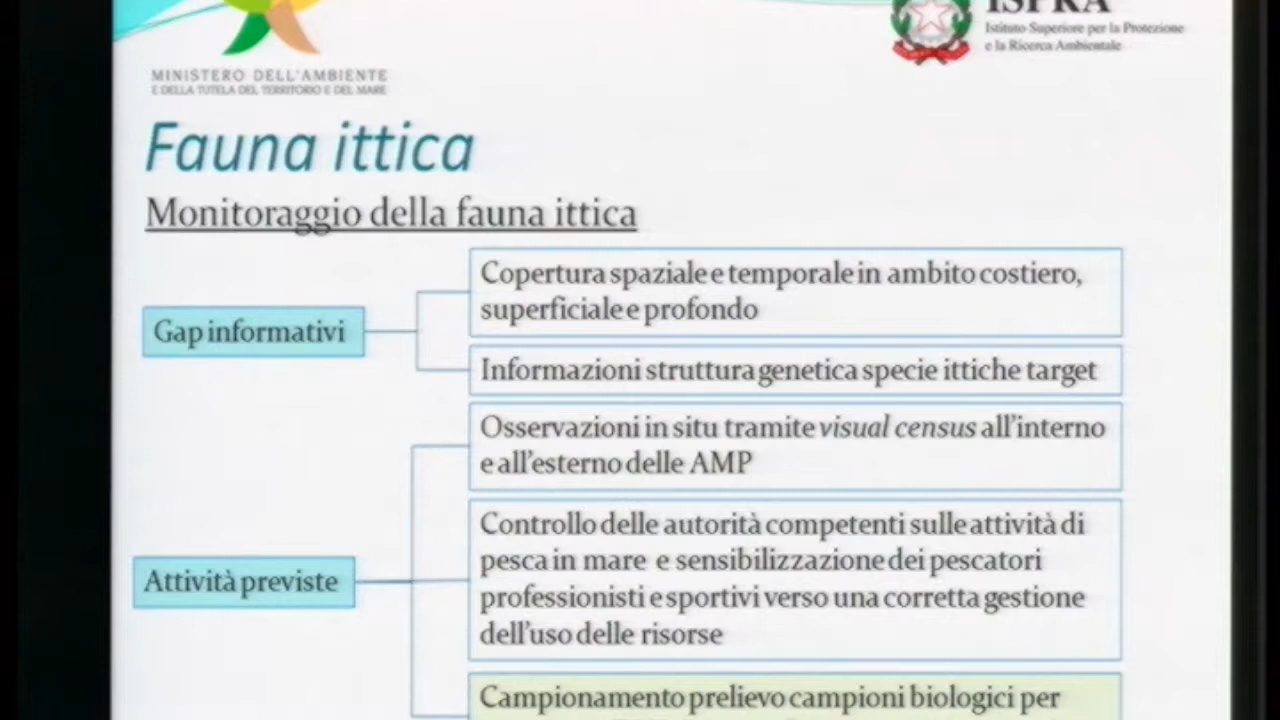 ISPRA
Istituto Superiore per la Protezione
e la Ricerca Ambientale
MINISTERO DELL'AMBIENTE
E DELLA TUTELA DEL TERRITORIO E DEL MARE
Fauna ittica
Monitoraggio della fauna ittica
Gap informativi
Copertura spaziale e temporale in ambito costiero,
superficiale e profondo
Informazioni struttura genetica specie ittiche target
Attività previste
Osservazioni in situ tramite visual census all'interno
e all'esterno delle AMP
Controllo delle autorità competenti sulle attività di
pesca in mare e sensibilizzazione dei pescatori
professionisti e sportivi verso una corretta gestione
dell'uso delle risorse
Campionamento prelievo campioni biologici per